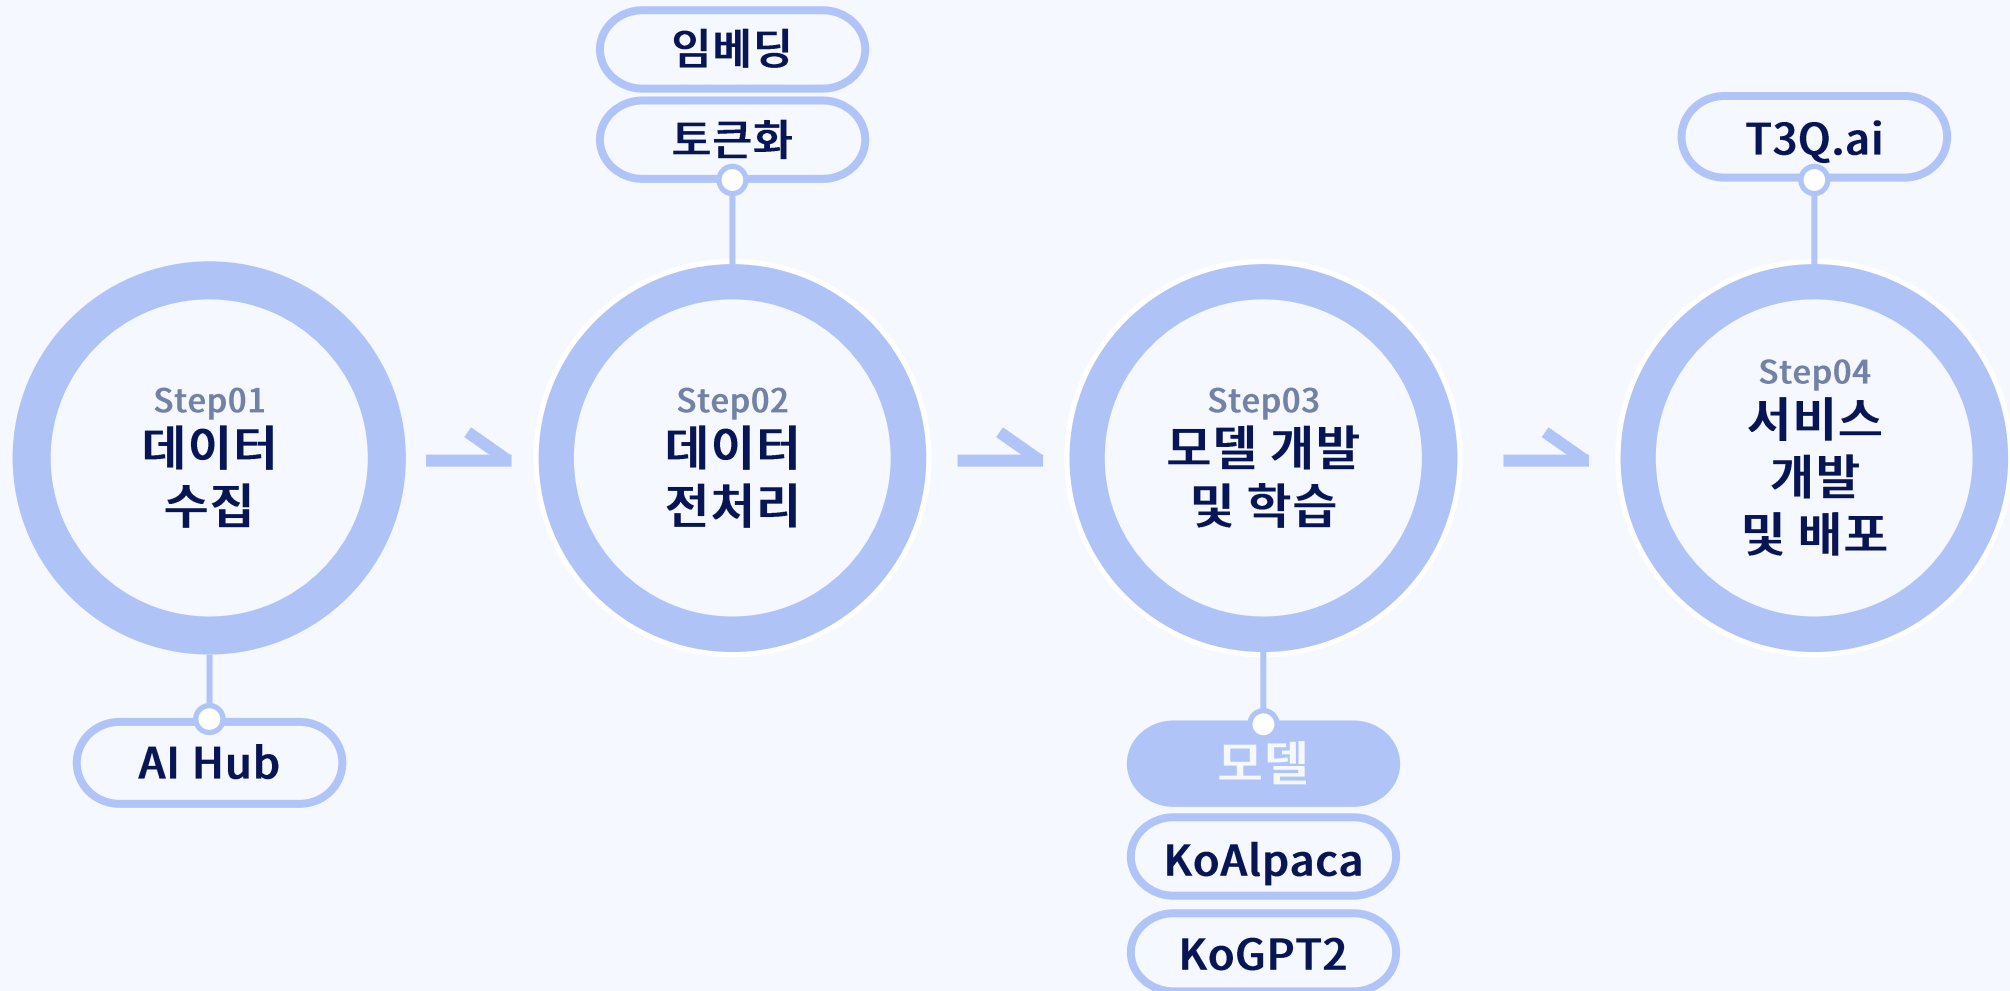 임베딩
토큰화
T3Q.ai
Step01
데이터
수집
Step02
데이터
전처리
Step03
모델 개발
및 학습
Step04
서비스
개발
및 배포
AI Hub
모델
KoAlpaca
KoGPT2